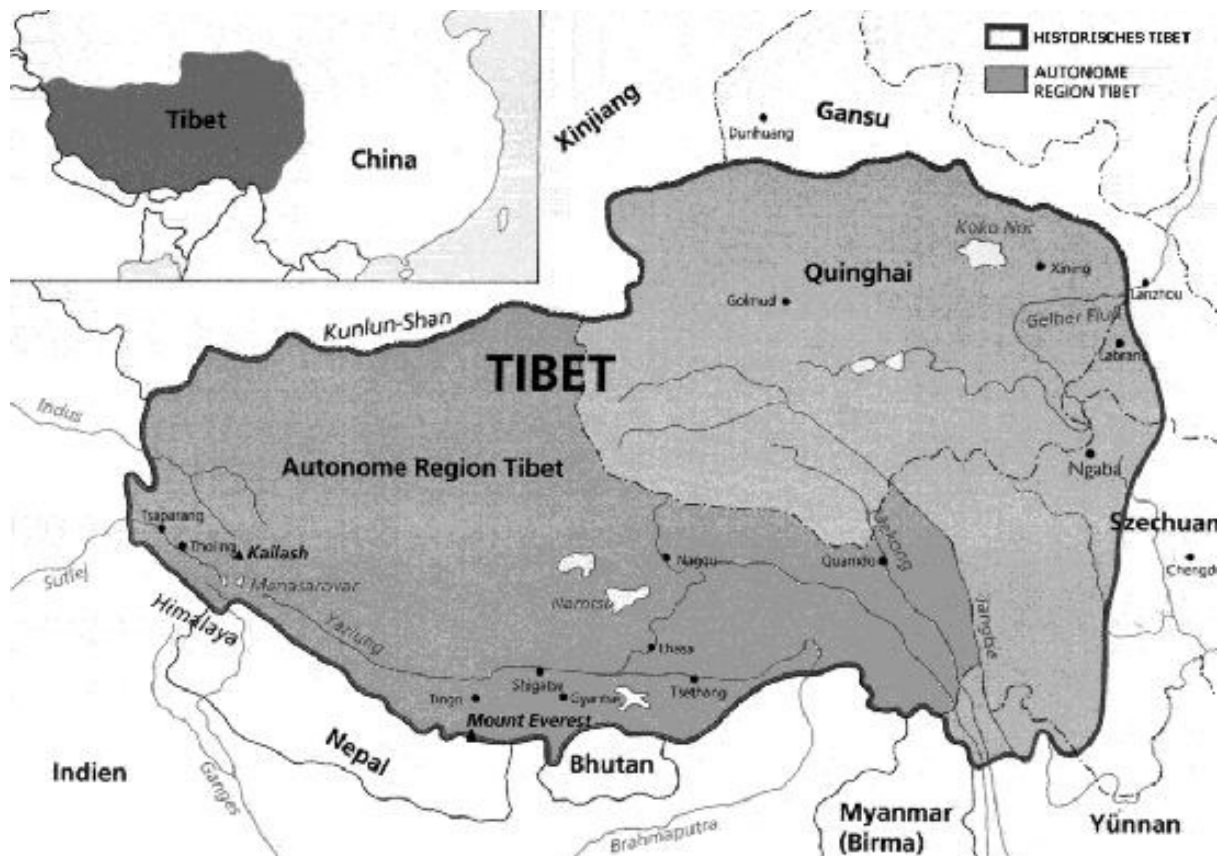 Tibet
China
HISTORISCHES TIBET
AUTONOME
REGION TIBET
Xinjiang
Gansu
Dunhuang
Koko Nor
Xining
Quinghai
Golmud
Lanzhou
Gelber Fluß
Labrang
Kunlun-Shan
TIBET
Indus
Autonome Region Tibet
Ngaba
Tsaparang
Tholing
Kailash
Manasarovar
Sutlej
Himalaya
Yarlung
Namtso
Nagqu
Quamdo
Mekong
Jangtse
Szechuan
Chengdu
Lhasa
Shigatse
Tingri
Gyantse
Tsethang
Mount Everest
Nepal
Bhutan
Indien
Ganges
Brahmaputra
Myanmar
(Birma)
Yünnan